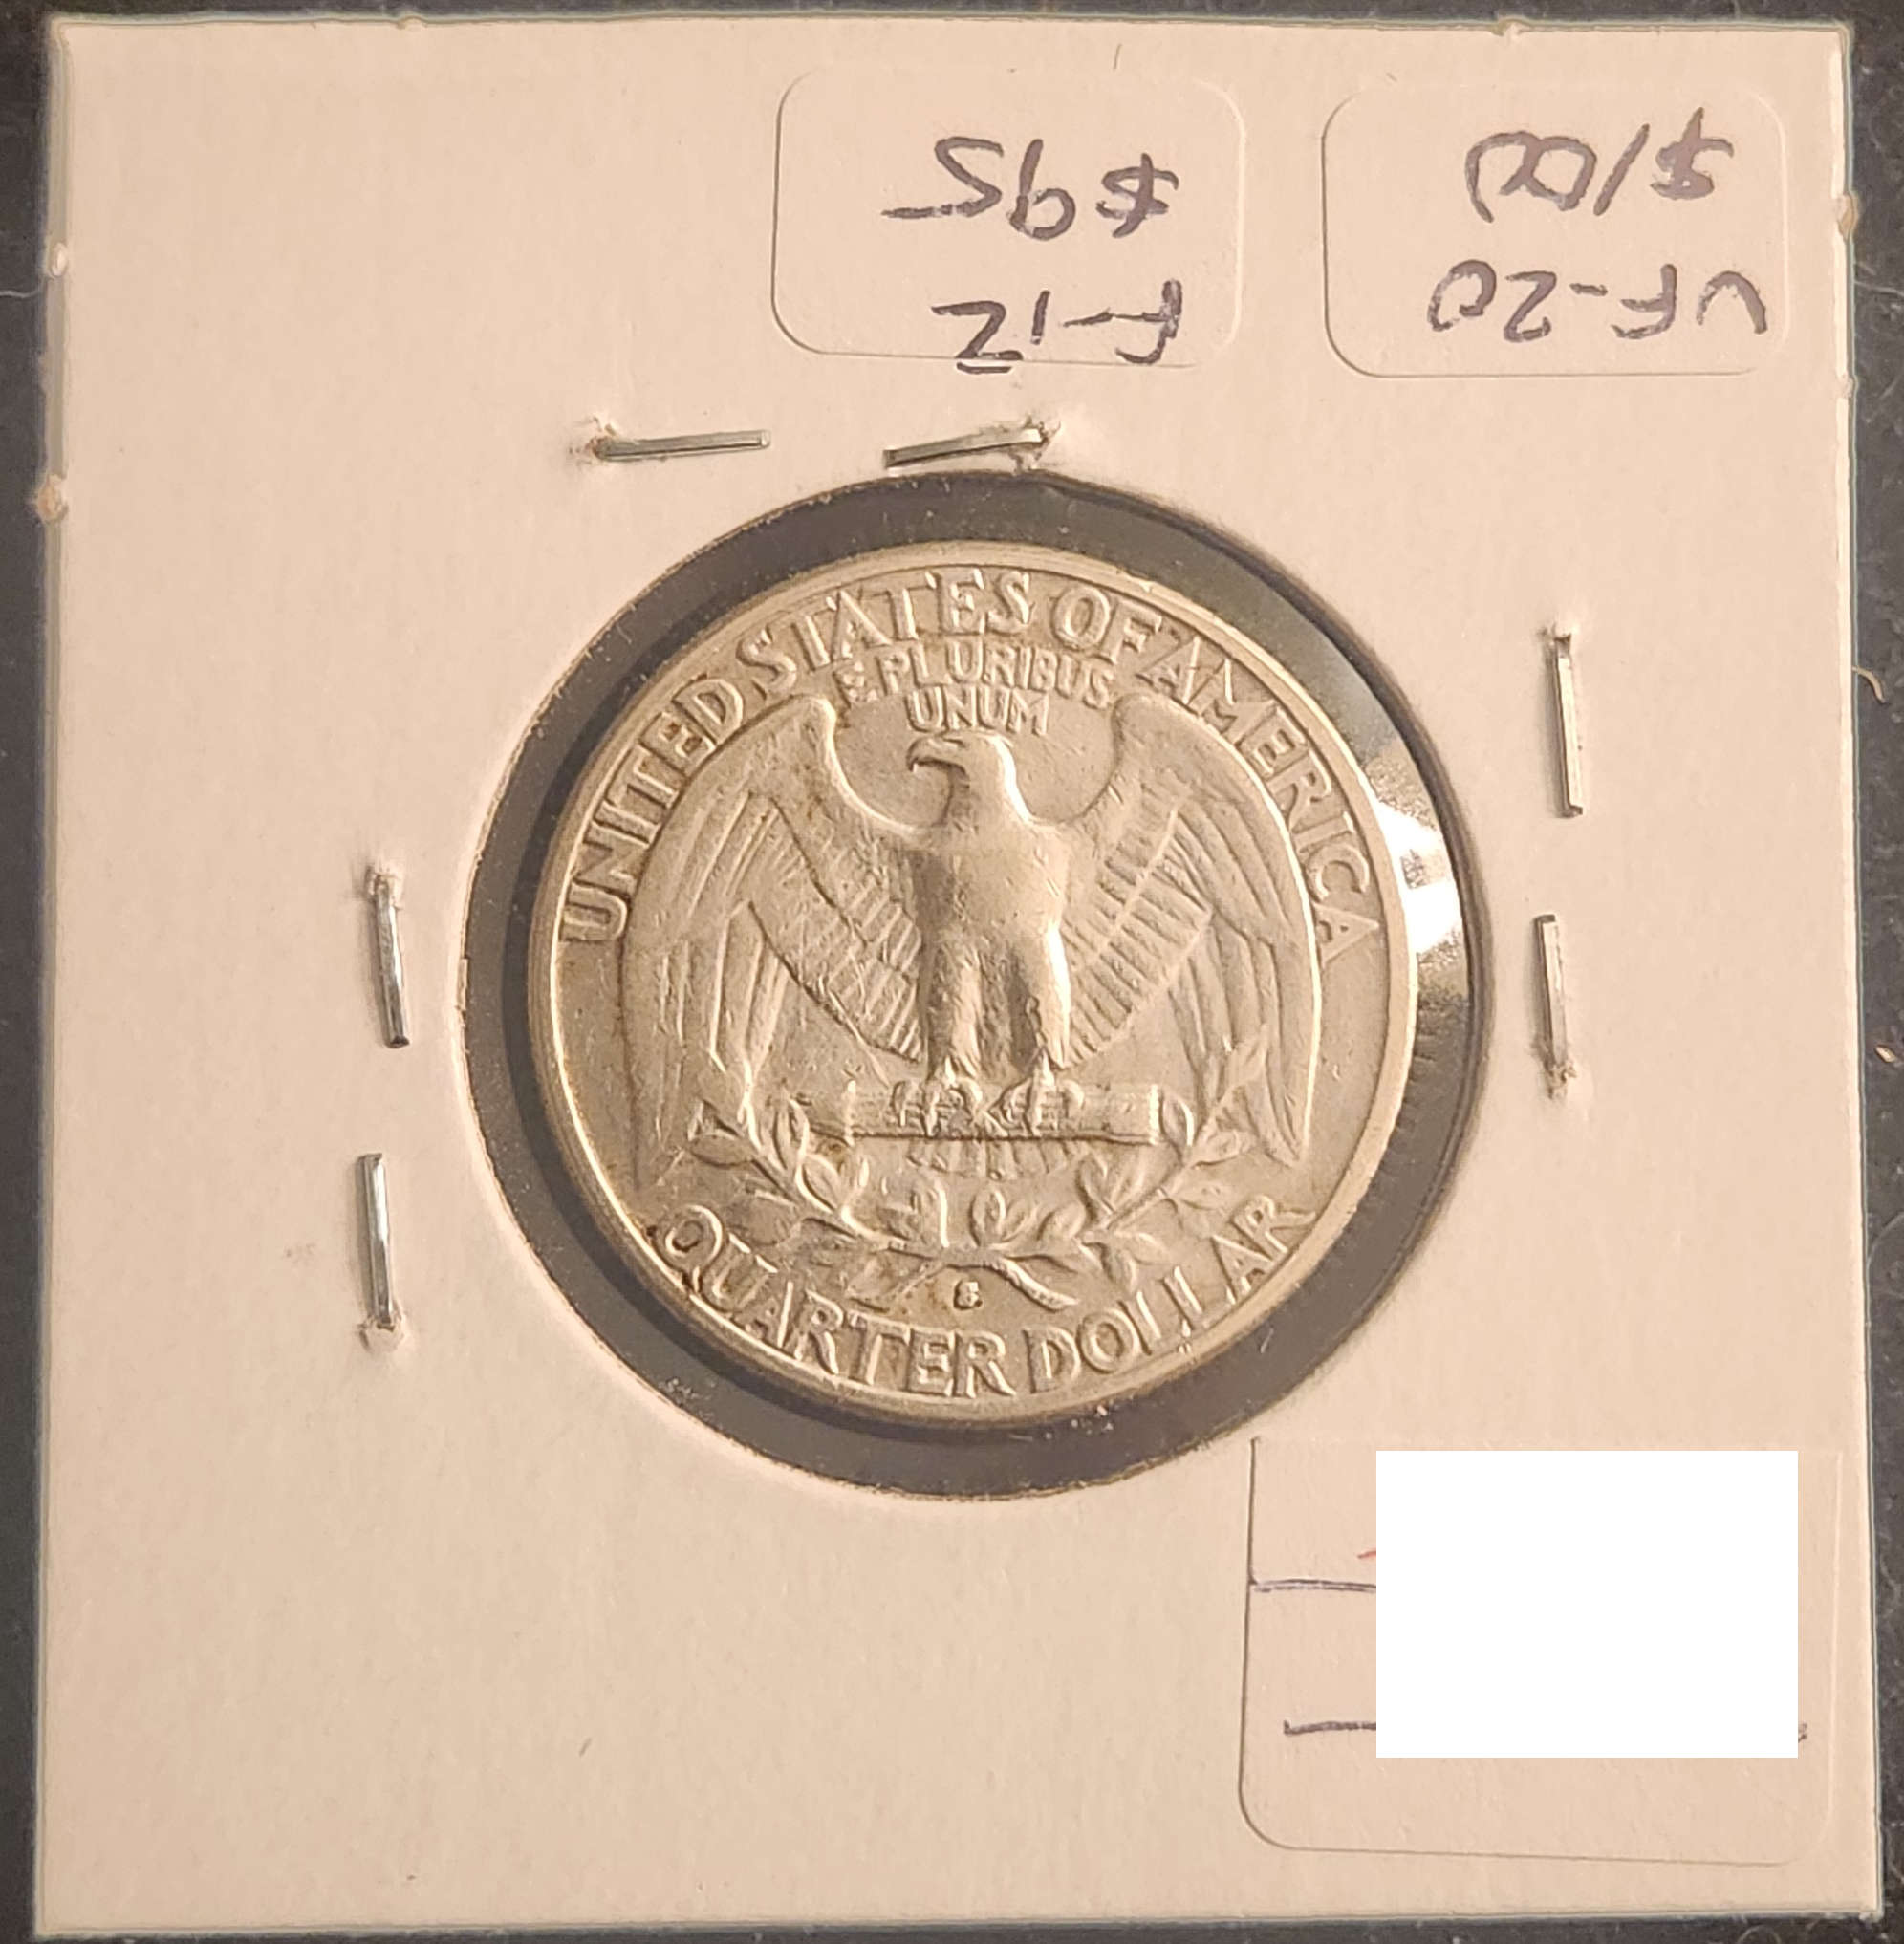 $95
F-12
$100
VF-20
UNITED STATES OF AMERICA
E PLURIBUS
UNUM
S
QUARTER DOLLAR